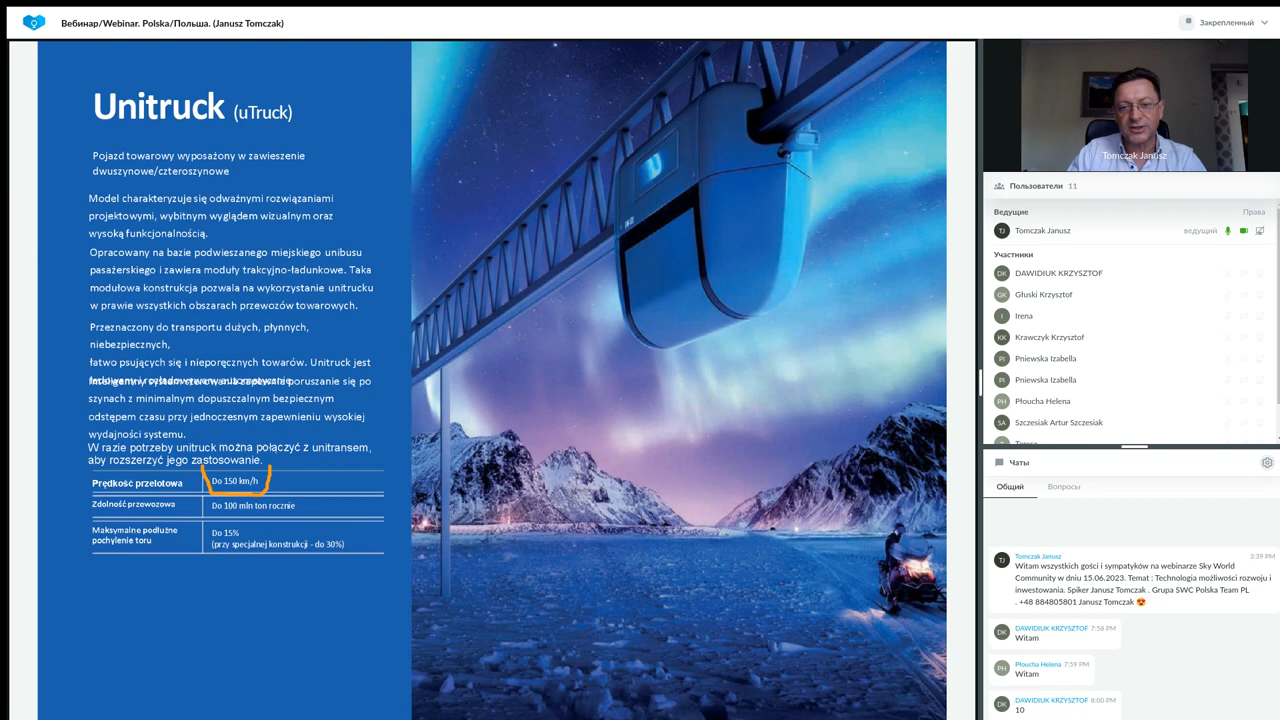 Вебинар/Webinar. Polska/Польша. (Janusz Tomczak)
Закрепленный
Unitruck (uTruck)
Pojazd towarowy wyposażony w zawieszenie
dwuszynowe/czteroszynowe
Model charakteryzuje się odważnymi rozwiązaniami
projektowymi, wybitnym wyglądem wizualnym oraz
wysoką funkcjonalnością.
Opracowany na bazie podwieszanego miejskiego unibusu
pasażerskiego i zawiera moduły trakcyjno-ładunkowe. Taka
modułowa konstrukcja pozwala na wykorzystanie unitrucku
w prawie wszystkich obszarach przewozów towarowych.
Przeznaczony do transportu dużych, płynnych,
niebezpiecznych,
łatwo psujących się i nieporęcznych towarów. Unitruck jest
poruszanie się po
szynach z minimalnym dopuszczalnym bezpiecznym
odstępem czasu przy jednoczesnym zapewnieniu wysokiej
wydajności systemu.
W razie potrzeby unitruck można połączyć z unitransem,
aby rozszerzyć jego zastosowanie.
Prędkość przelotowa
Do 150 km/h
Zdolność przewozowa
Do 100 mln ton rocznie
Maksymalne podłużne
pochylenie toru
Do 15%
(przy specjalnej konstrukcji - do 30%)
Tomczak Janusz
Пользователи 11
Ведущие
Права
TJ Tomczak Janusz ведущий
Участники
DK DAWIDIUK KRZYSZTOF
GK Głuski Krzysztof
I Irena
KK Krawczyk Krzysztof
PI Pniewska Izabella
PI Pniewska Izabella
PH Płoucha Helena
SA Szczesiak Artur Szczesiak
Чаты
Общий Вопросы
TJ Tomczak Janusz 3:39 PM
Witam wszystkich gości i sympatyków na webinarze Sky World
Community w dniu 15.06.2023. Temat : Technologia możliwości rozwoju i
inwestowania. Spiker Janusz Tomczak . Grupa SWC Polska Team PL
. +48 884805801 Janusz Tomczak 😍
DK DAWIDIUK KRZYSZTOF 7:58 PM
Witam
PH Płoucha Helena 7:59 PM
Witam
DK DAWIDIUK KRZYSZTOF 8:00 PM
10